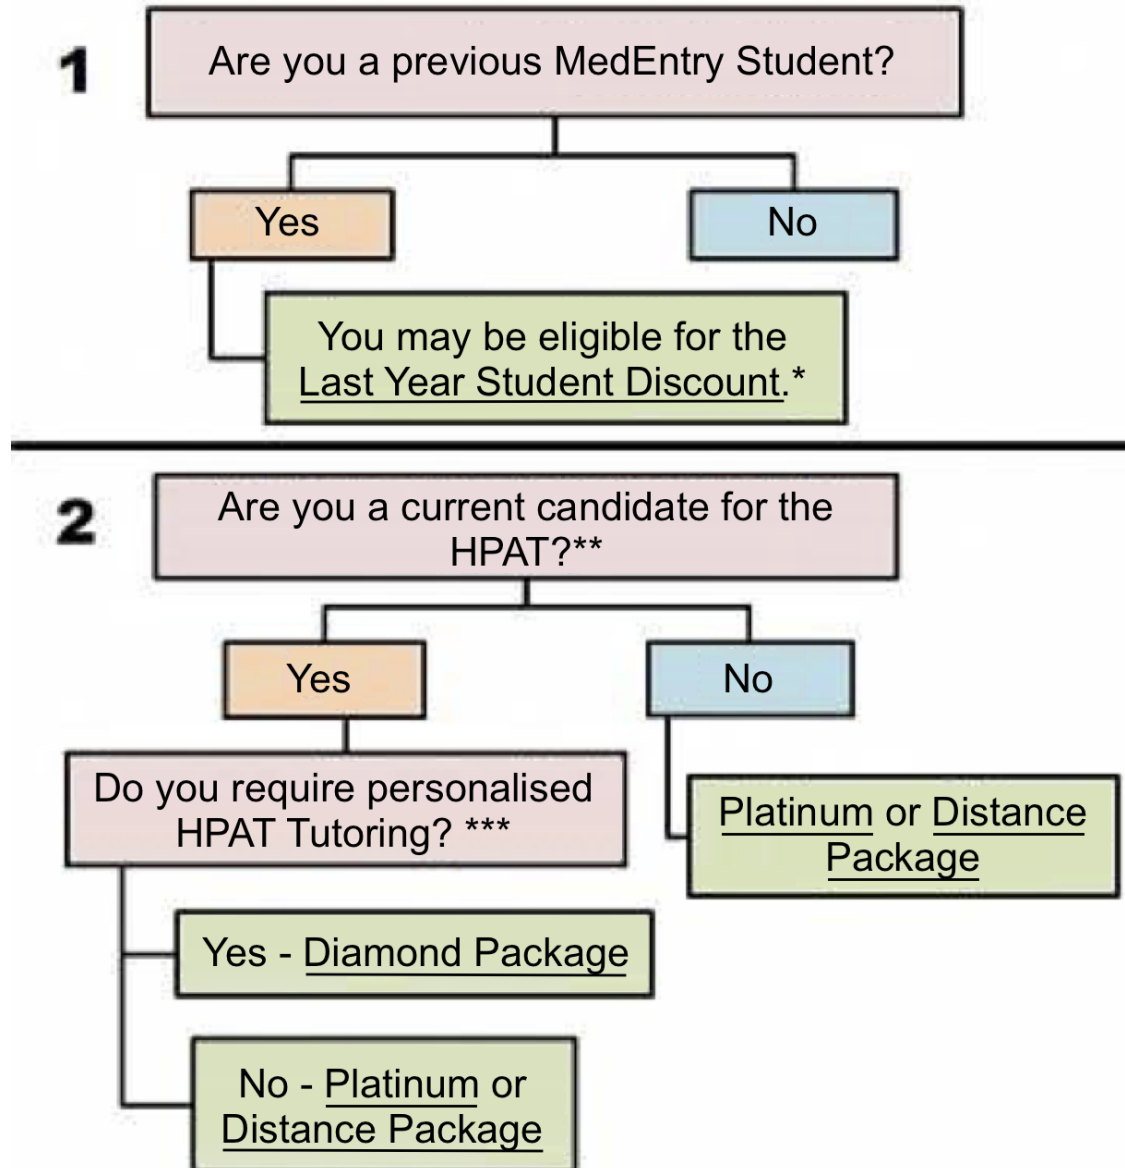 1
Are you a previous MedEntry Student?
Yes
No
You may be eligible for the
Last Year Student Discount.*
2
Are you a current candidate for the
HPAT?**
Yes
No
Do you require personalised
HPAT Tutoring? ***
Platinum or Distance
Package
Yes - Diamond Package
No - Platinum or
Distance Package